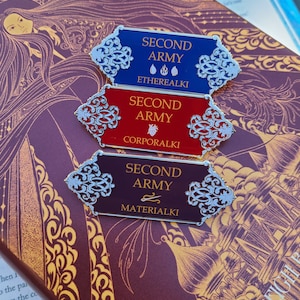 SECOND
ARMY
ETHEREALKI
SECOND
ARMY
CORPORALKI
SECOND
ARMY
MATERIALKI